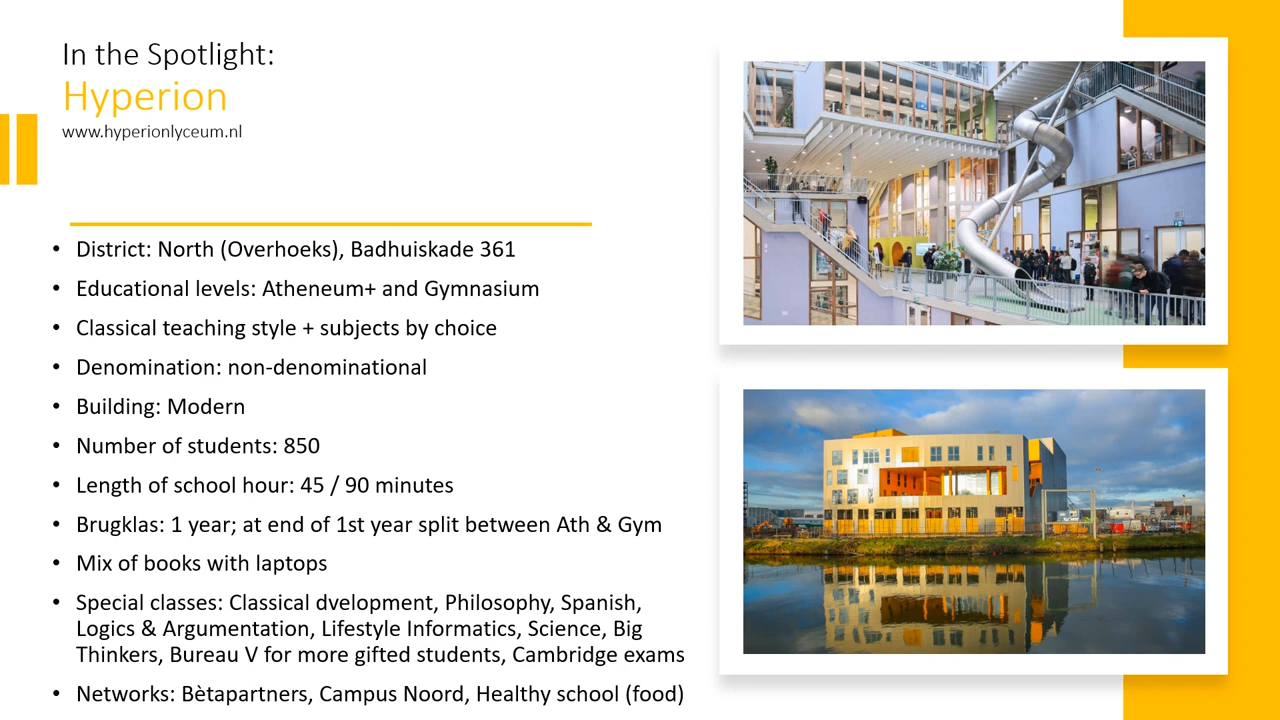 In the Spotlight:
Hyperion
www.hyperionlyceum.nl
• District: North (Overhoeks), Badhuiskade 361
• Educational levels: Atheneum+ and Gymnasium
• Classical teaching style + subjects by choice
• Denomination: non-denominational
• Building: Modern
• Number of students: 850
• Length of school hour: 45 / 90 minutes
• Brugklas: 1 year; at end of 1st year split between Ath & Gym
• Mix of books with laptops
• Special classes: Classical dvelopment, Philosophy, Spanish,
Logics & Argumentation, Lifestyle Informatics, Science, Big
Thinkers, Bureau V for more gifted students, Cambridge exams
• Networks: Bètapartners, Campus Noord, Healthy school (food)